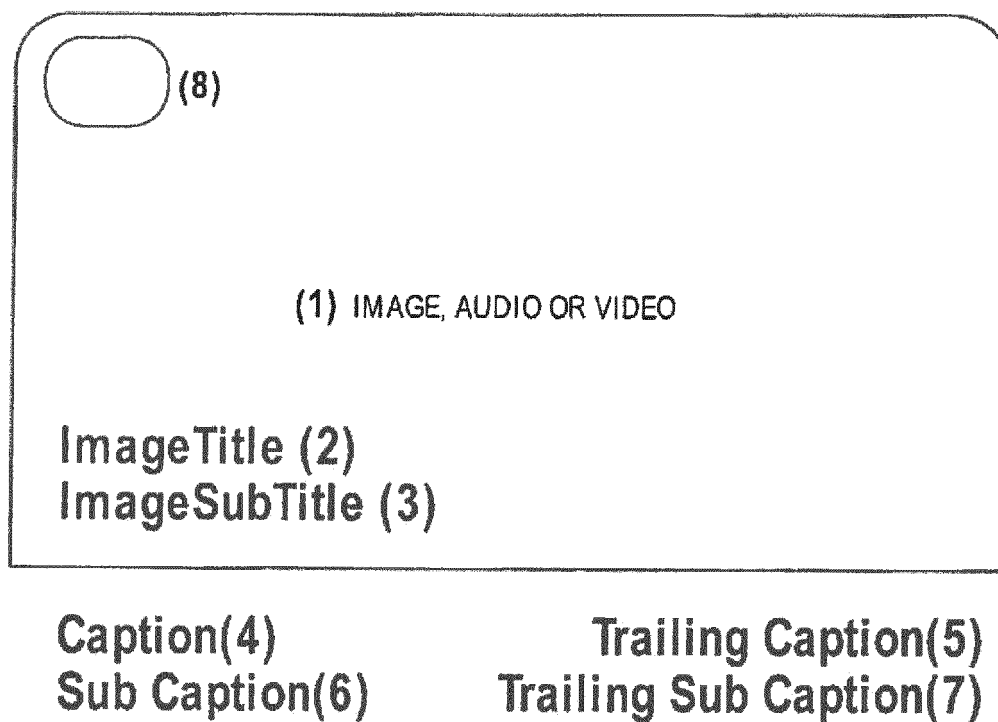 (8)
(1) IMAGE, AUDIO OR VIDEO
ImageTitle (2)
ImageSubTitle (3)
Caption(4) Trailing Caption(5)
Sub Caption(6) Trailing Sub Caption(7)